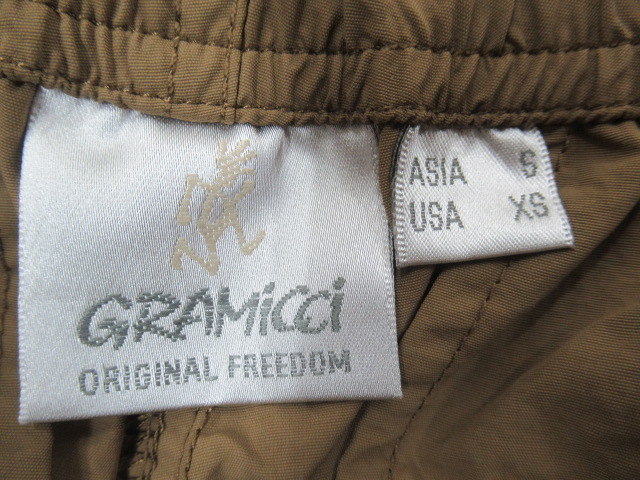 GRAMiCCi
ORIGINAL FREEDOM
ASIA S
USA XS